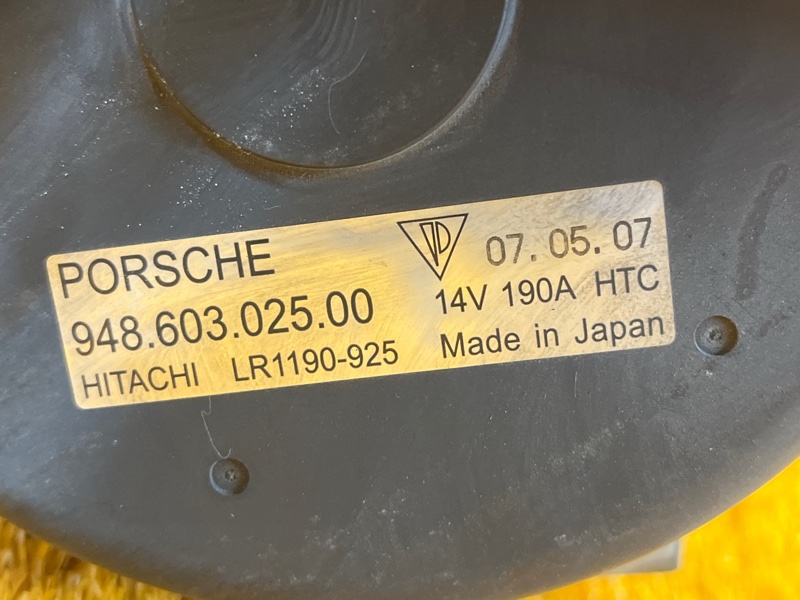 PORSCHE
07.05.07
948.603.025.00
14V 190A HTC
HITACHI LR1190-925
Made in Japan